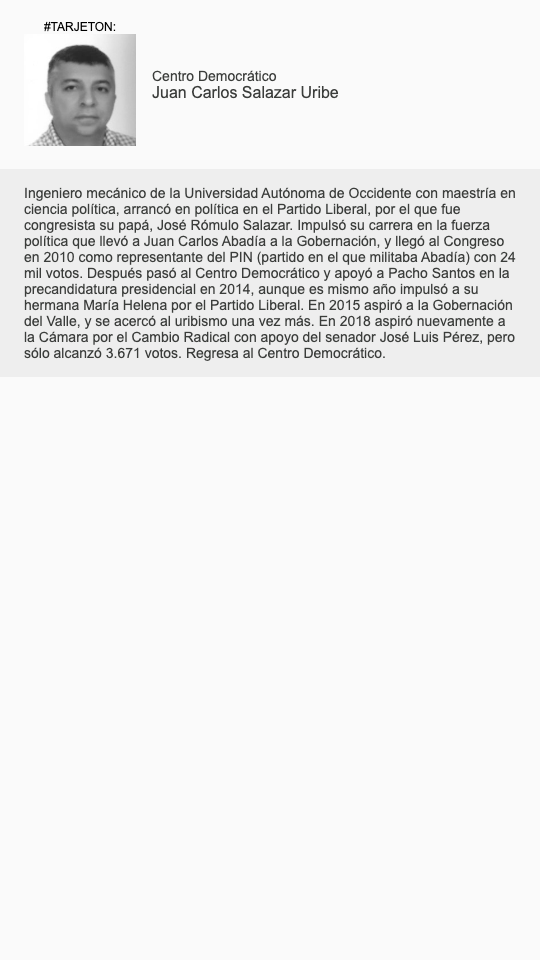 #TARJETON:
Centro Democrático
Juan Carlos Salazar Uribe
Ingeniero mecánico de la Universidad Autónoma de Occidente con maestría en
ciencia política, arrancó en política en el Partido Liberal, por el que fue
congresista su papá, José Rómulo Salazar. Impulsó su carrera en la fuerza
política que llevó a Juan Carlos Abadía a la Gobernación, y llegó al Congreso
en 2010 como representante del PIN (partido en el que militaba Abadía) con 24
mil votos. Después pasó al Centro Democrático y apoyó a Pacho Santos en la
precandidatura presidencial en 2014, aunque es mismo año impulsó a su
hermana María Helena por el Partido Liberal. En 2015 aspiró a la Gobernación
del Valle, y se acercó al uribismo una vez más. En 2018 aspiró nuevamente a
la Cámara por el Cambio Radical con apoyo del senador José Luis Pérez, pero
sólo alcanzó 3.671 votos. Regresa al Centro Democrático.